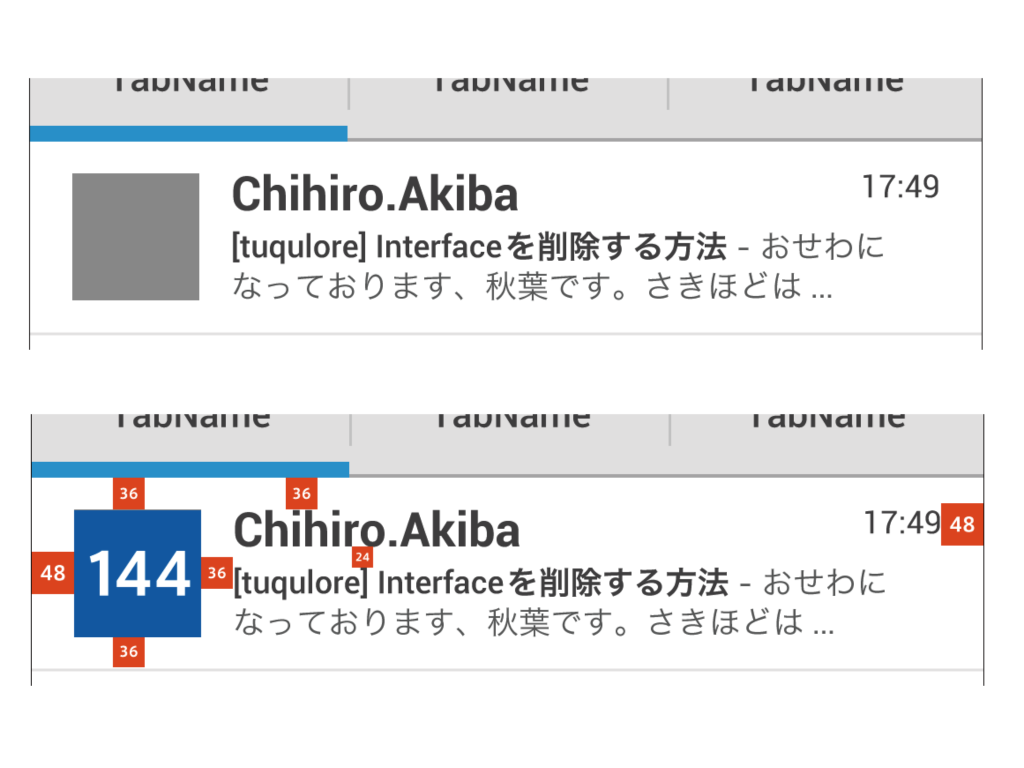 TabName TabName TabName
Chihiro.Akiba 17:49
[tuqulore] Interfaceを削除する方法 - おせわに
なっております、秋葉です。さきほどは ...
TabName TabName TabName
36 36
Chihiro.Akiba 17:49 48
24
48 144 36 [tuqulore] Interfaceを削除する方法 - おせわに
なっております、秋葉です。さきほどは ...
36